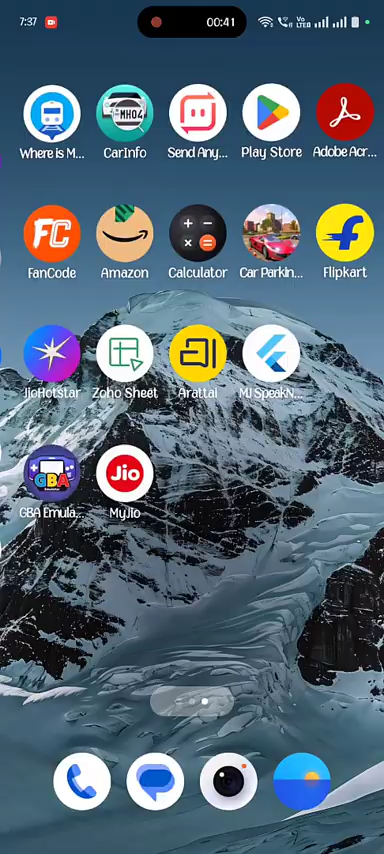 7:37
00:41
Vo
LTE
MH04
Where is M...
CarInfo
Send Any...
Play Store
Adobe Acr...
FC
FanCode
Amazon
Calculator
Car Parkin...
Flipkart
JioHotstar
Zoho Sheet
Arattai
MJ SpeakN...
GBA
Jio
GBA Emula...
MyJio